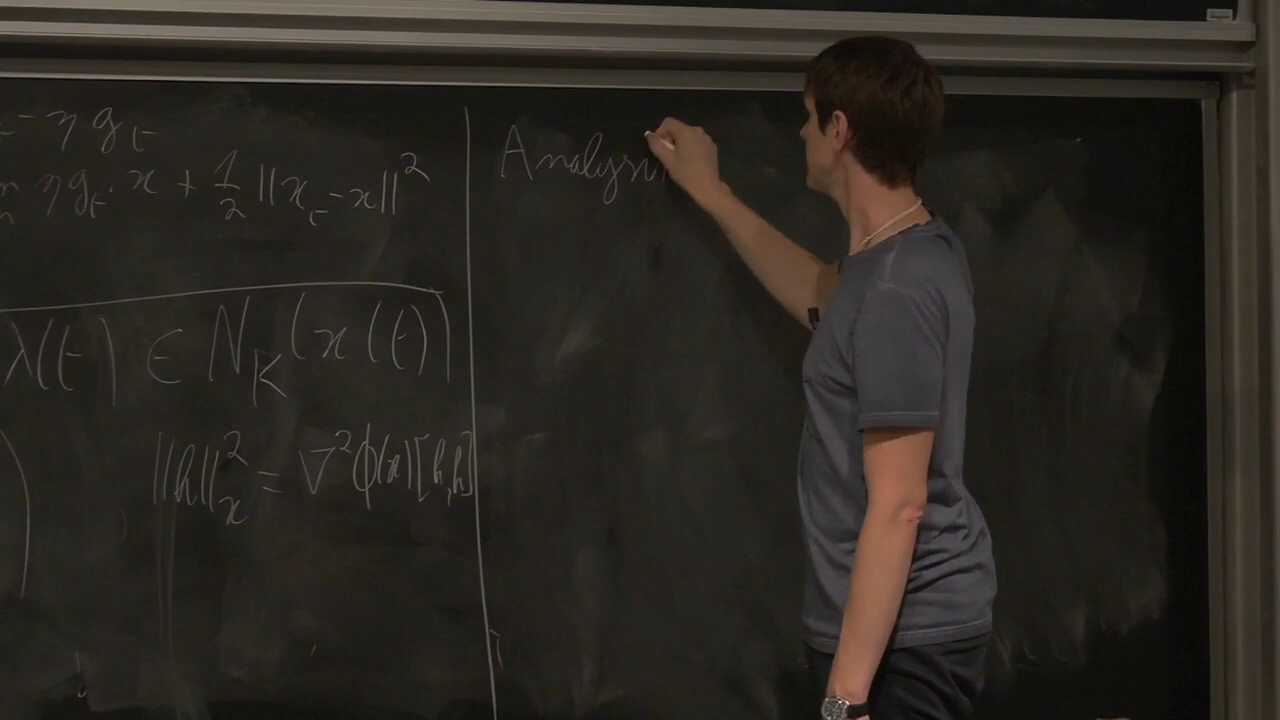 - η g_t
η g_t · x + 1/2 ||x_t - x||^2
λ(t) ∈ N_K(x(t))
||h||_x^2 = ∇^2 Φ(x)[h,h]
Analysi